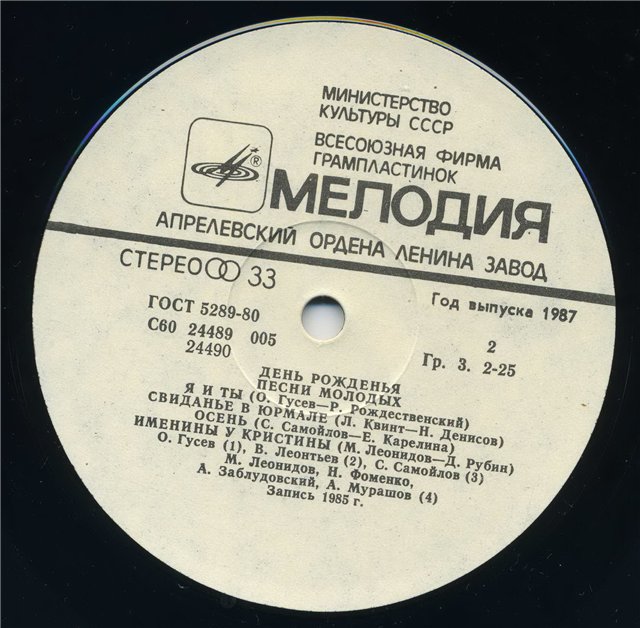 МИНИСТЕРСТВО
КУЛЬТУРЫ СССР
ВСЕСОЮЗНАЯ ФИРМА
ГРАМПЛАСТИНОК
®
МЕЛОДИЯ
АПРЕЛЕВСКИЙ ОРДЕНА ЛЕНИНА ЗАВОД
СТЕРЕО 33
ГОСТ 5289-80
Год выпуска 1987
С60 24489 005
24490
2
Гр. 3. 2-25
ДЕНЬ РОЖДЕНЬЯ
ПЕСНИ МОЛОДЫХ
Я И ТЫ (О. Гусев—Р. Рождественский)
СВИДАНЬЕ В ЮРМАЛЕ (Л. Квинт—Н. Денисов)
ОСЕНЬ (С. Самойлов—Е. Карелина)
ИМЕНИНЫ У КРИСТИНЫ (М. Леонидов—Д. Рубин)
О. Гусев (1), В. Леонтьев (2), С. Самойлов (3)
М. Леонидов, Н. Фоменко,
А. Заблудовский, А. Мурашов (4)
Запись 1985 г.